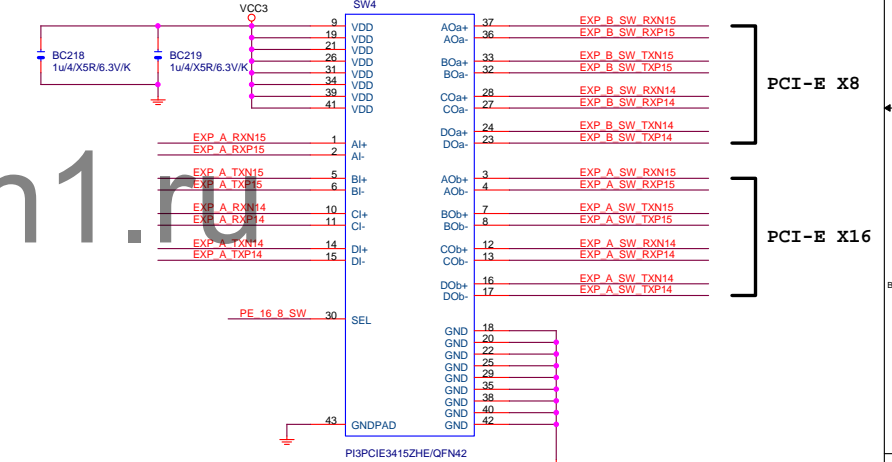 VCC3
SW4
BC218
1u/4/X5R/6.3V/K
BC219
1u/4/X5R/6.3V/K
9 VDD
19 VDD
21 VDD
26 VDD
31 VDD
34 VDD
39 VDD
41 VDD
EXP_A_RXN15 1 AI+
EXP_A_RXP15 2 AI-
EXP_A_TXN15 5 BI+
EXP_A_TXP15 6 BI-
EXP_A_RXN14 10 CI+
EXP_A_RXP14 11 CI-
EXP_A_TXN14 14 DI+
EXP_A_TXP14 15 DI-
PE_16_8_SW 30 SEL
43 GNDPAD
AOa+ 37 EXP_B_SW_RXN15
AOa- 36 EXP_B_SW_RXP15
BOa+ 33 EXP_B_SW_TXN15
BOa- 32 EXP_B_SW_TXP15
COa+ 28 EXP_B_SW_RXN14
COa- 27 EXP_B_SW_RXP14
DOa+ 24 EXP_B_SW_TXN14
DOa- 23 EXP_B_SW_TXP14
PCI-E X8
AOb+ 3 EXP_A_SW_RXN15
AOb- 4 EXP_A_SW_RXP15
BOb+ 7 EXP_A_SW_TXN15
BOb- 8 EXP_A_SW_TXP15
COb+ 12 EXP_A_SW_RXN14
COb- 13 EXP_A_SW_RXP14
DOb+ 16 EXP_A_SW_TXN14
DOb- 17 EXP_A_SW_TXP14
PCI-E X16
GND 18
GND 20
GND 22
GND 25
GND 29
GND 35
GND 38
GND 40
GND 42
PI3PCIE3415ZHE/QFN42
n1.ru
B